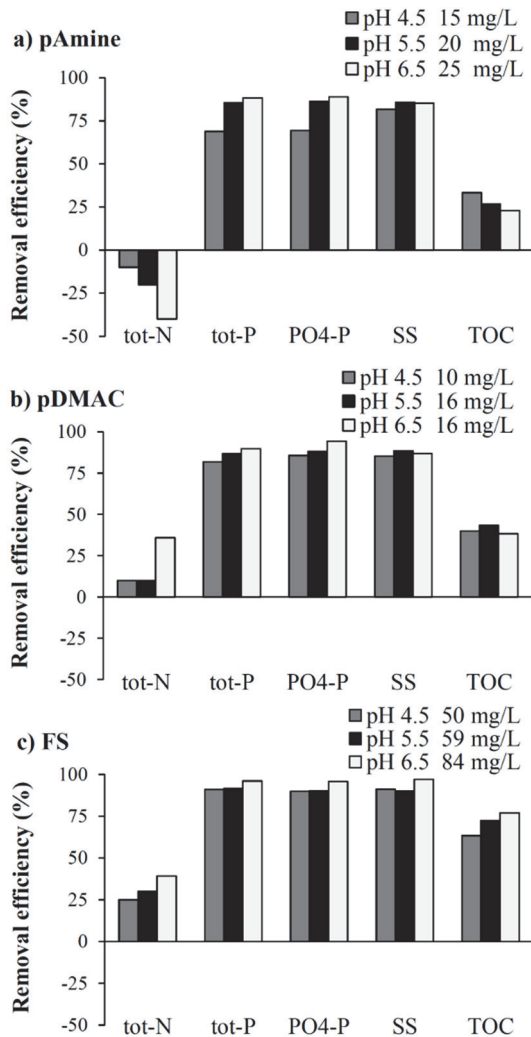 a) pAmine
pH 4.5 15 mg/L
pH 5.5 20 mg/L
pH 6.5 25 mg/L
Removal efficiency (%)
100
75
50
25
0
-25
-50
tot-N tot-P PO4-P SS TOC
b) pDMAC
pH 4.5 10 mg/L
pH 5.5 16 mg/L
pH 6.5 16 mg/L
Removal efficiency (%)
100
75
50
25
0
-25
-50
tot-N tot-P PO4-P SS TOC
c) FS
pH 4.5 50 mg/L
pH 5.5 59 mg/L
pH 6.5 84 mg/L
Removal efficiency (%)
100
75
50
25
0
-25
-50
tot-N tot-P PO4-P SS TOC